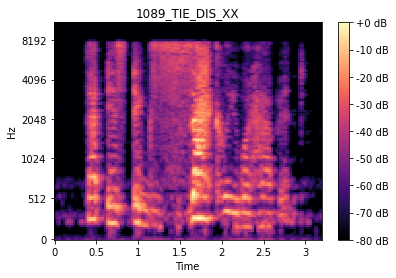 1089_TIE_DIS_XX
+0 dB
8192
-10 dB
4096
-20 dB
-30 dB
2048
Hz
-40 dB
1024
-50 dB
512
-60 dB
-70 dB
0
-80 dB
0 0.5 1 1.5 2 2.5 3
Time